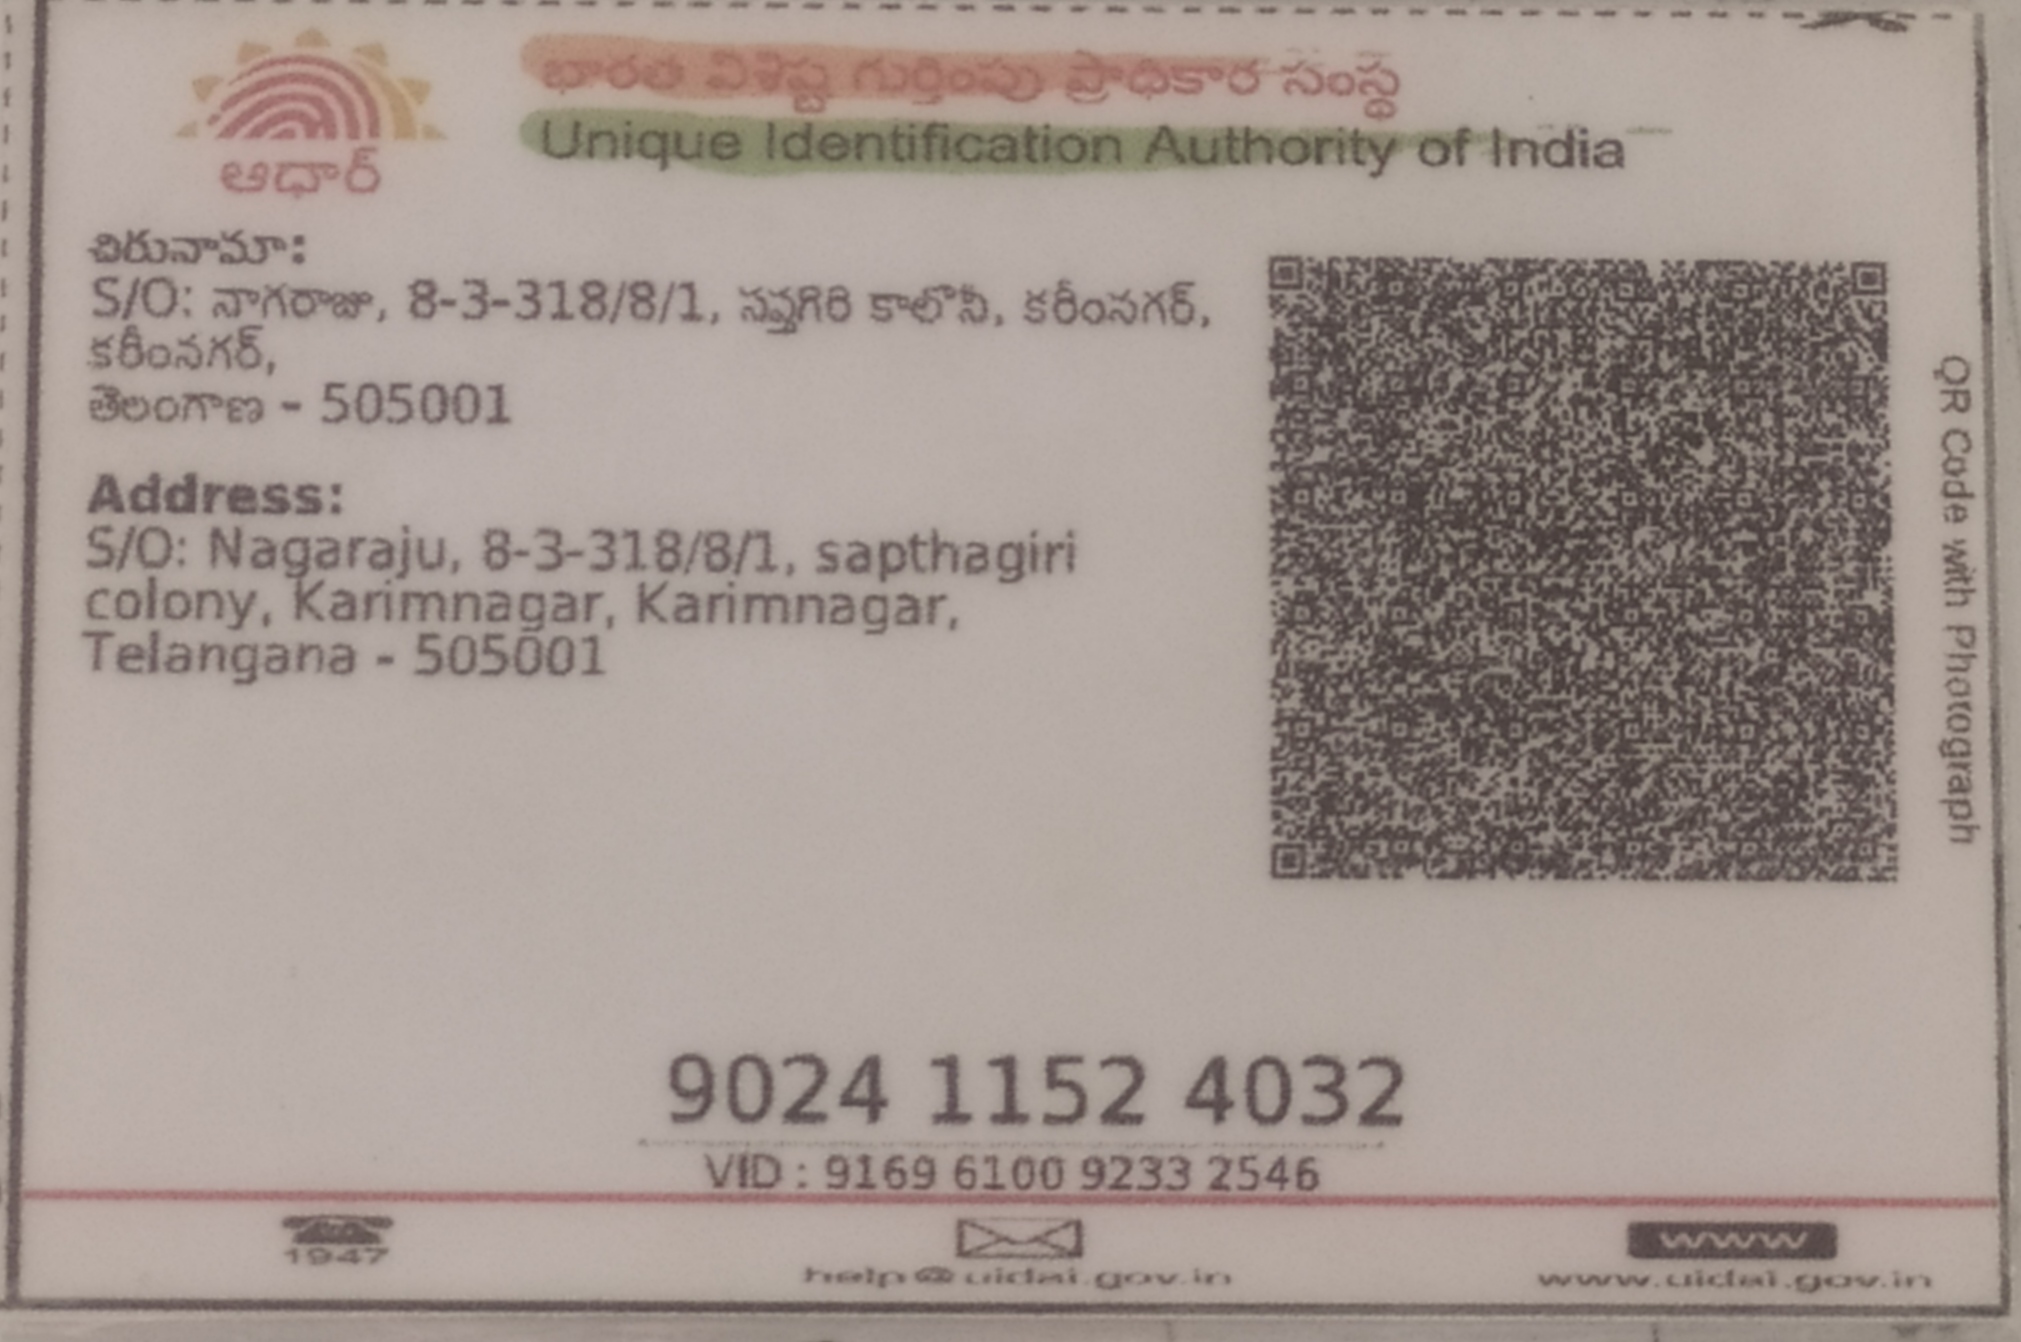 భారత విశిష్ట గుర్తింపు ప్రాధికార సంస్థ
Unique Identification Authority of India
ఆధార్
చిరునామా:
S/O: నాగరాజు, 8-3-318/8/1, సప్తగిరి కాలొనీ, కరీంనగర్,
కరీంనగర్,
తెలంగాణ - 505001
Address:
S/O: Nagaraju, 8-3-318/8/1, sapthagiri
colony, Karimnagar, Karimnagar,
Telangana - 505001
QR Code with Photograph
9024 1152 4032
VID : 9169 6100 9233 2546
1947
help@uidai.gov.in
www
www.uidai.gov.in